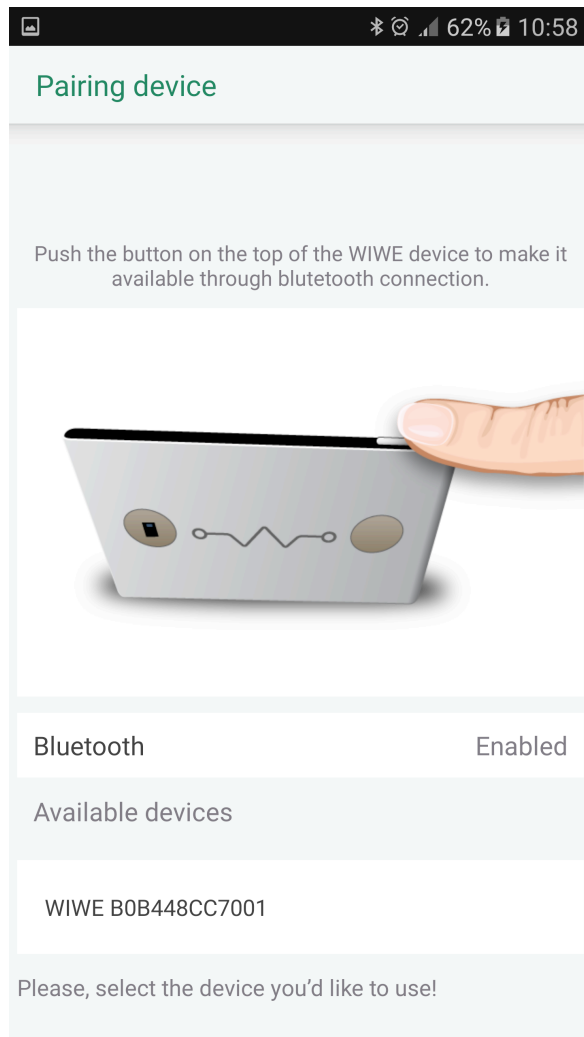 62% 10:58
Pairing device
Push the button on the top of the WIWE device to make it
available through blutetooth connection.
Bluetooth Enabled
Available devices
WIWE B0B448CC7001
Please, select the device you’d like to use!